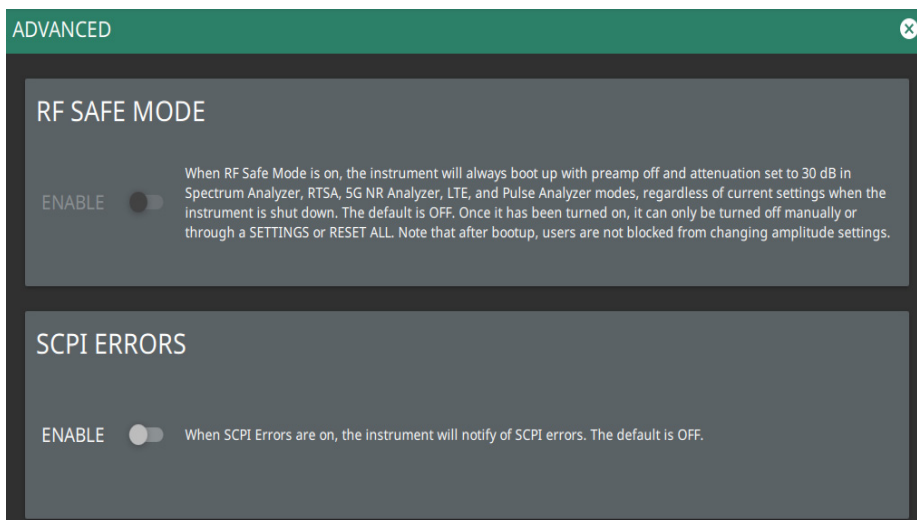 ADVANCED
RF SAFE MODE
ENABLE
When RF Safe Mode is on, the instrument will always boot up with preamp off and attenuation set to 30 dB in
Spectrum Analyzer, RTSA, 5G NR Analyzer, LTE, and Pulse Analyzer modes, regardless of current settings when the
instrument is shut down. The default is OFF. Once it has been turned on, it can only be turned off manually or
through a SETTINGS or RESET ALL. Note that after bootup, users are not blocked from changing amplitude settings.
SCPI ERRORS
ENABLE
When SCPI Errors are on, the instrument will notify of SCPI errors. The default is OFF.